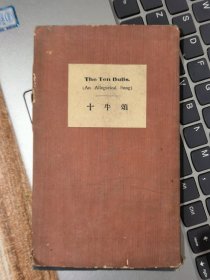 The Ten Bulls.
(An Allegorical Song)
十牛頌